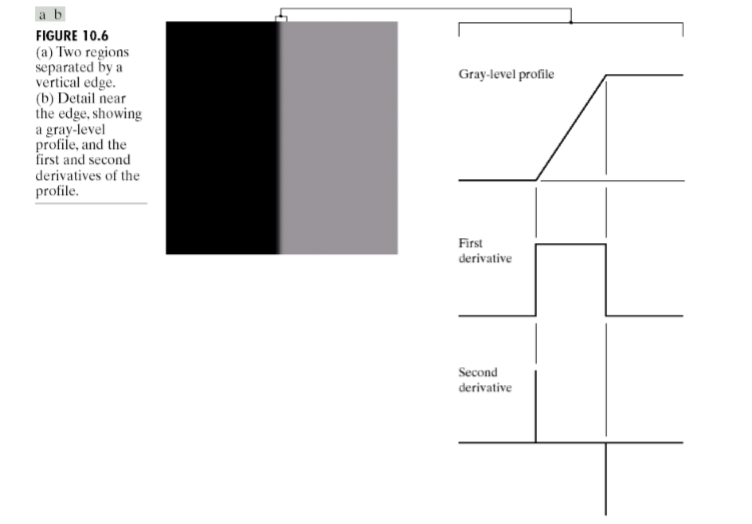 a b
FIGURE 10.6
(a) Two regions
separated by a
vertical edge.
(b) Detail near
the edge, showing
a gray-level
profile, and the
first and second
derivatives of the
profile.
Gray-level profile
First
derivative
Second
derivative